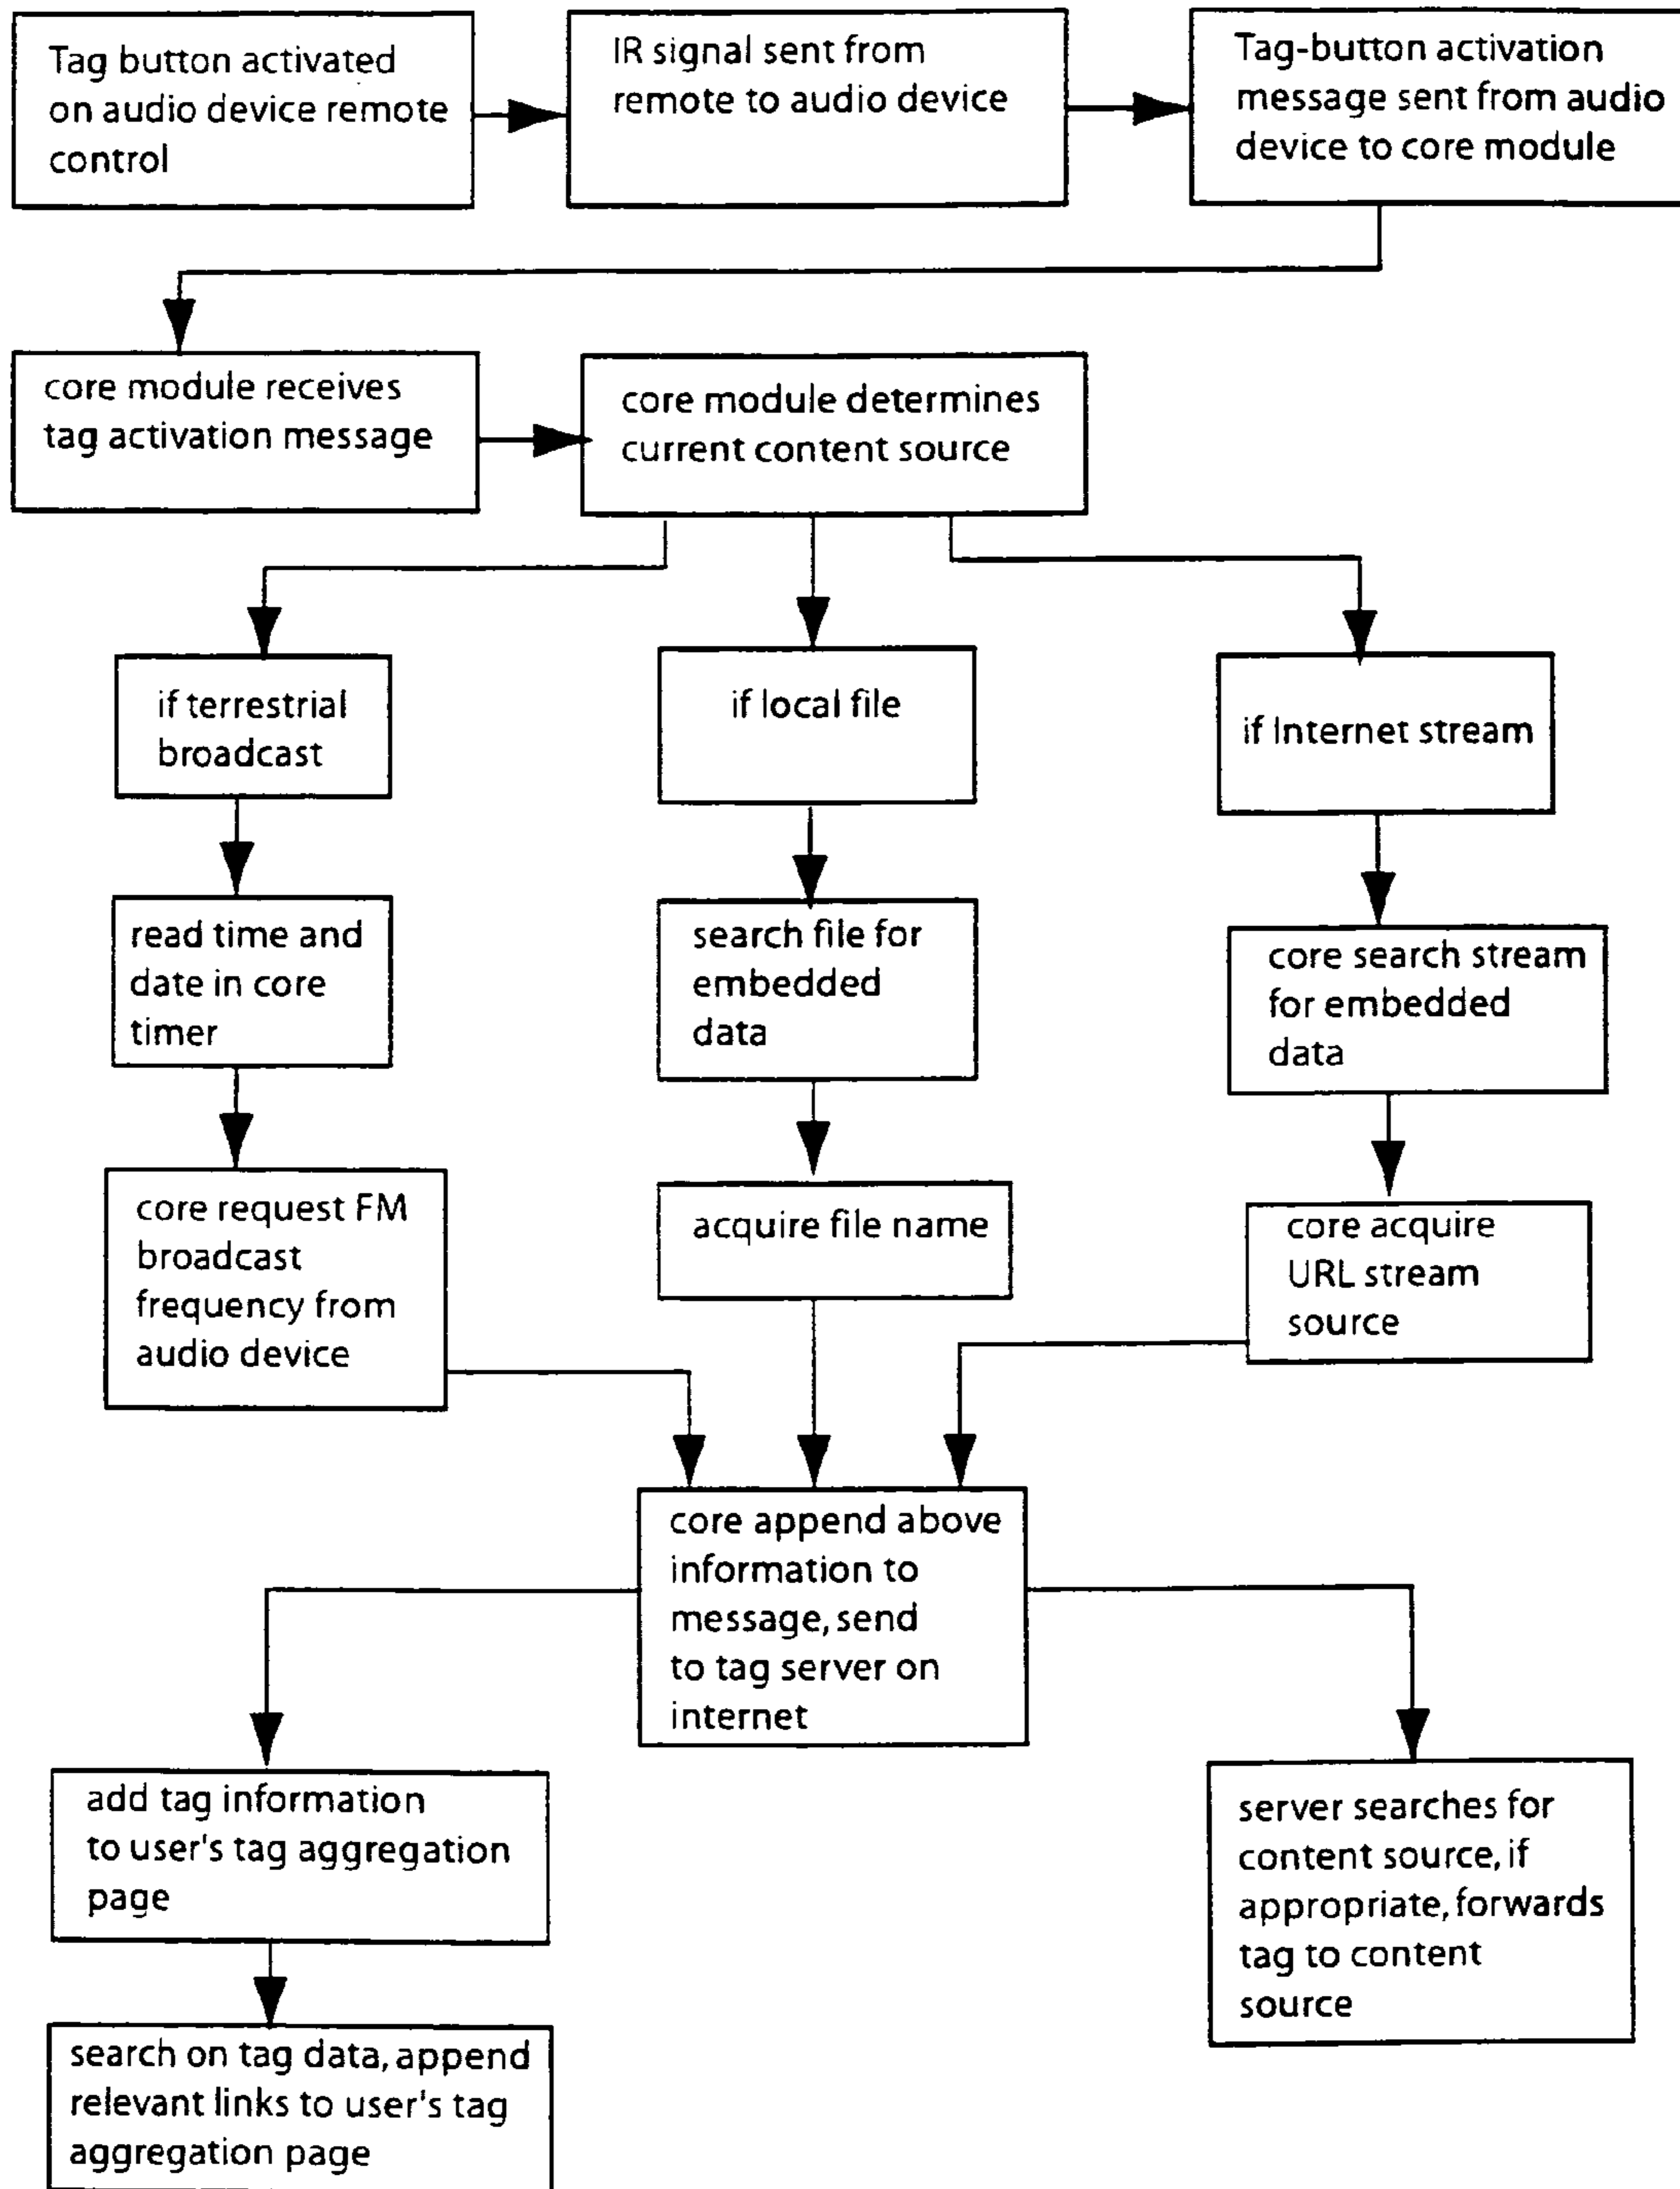 Tag button activated
on audio device remote
control
IR signal sent from
remote to audio device
Tag-button activation
message sent from audio
device to core module
core module receives
tag activation message
core module determines
current content source
if terrestrial
broadcast
if local file
if Internet stream
read time and
date in core
timer
search file for
embedded
data
core search stream
for embedded
data
core request FM
broadcast
frequency from
audio device
acquire file name
core acquire
URL stream
source
core append above
information to
message, send
to tag server on
internet
add tag information
to user's tag aggregation
page
server searches for
content source, if
appropriate, forwards
tag to content
source
search on tag data, append
relevant links to user's tag
aggregation page